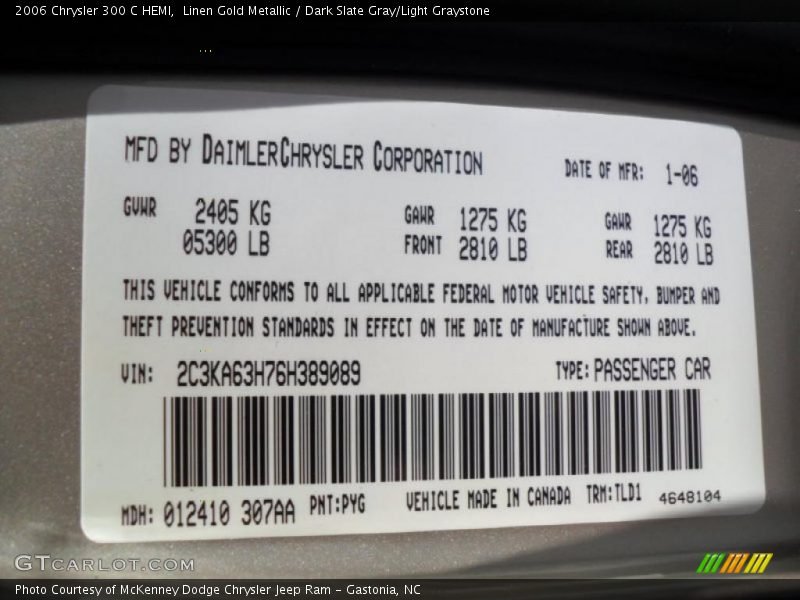 2006 Chrysler 300 C HEMI,  Linen Gold Metallic / Dark Slate Gray/Light Graystone
MFD BY DAIMLERCHRYSLER CORPORATION
DATE OF MFR: 1-06
GVWR 2405 KG
05300 LB
GAWR FRONT 1275 KG
2810 LB
GAWR REAR 1275 KG
2810 LB
THIS VEHICLE CONFORMS TO ALL APPLICABLE FEDERAL MOTOR VEHICLE SAFETY, BUMPER AND
THEFT PREVENTION STANDARDS IN EFFECT ON THE DATE OF MANUFACTURE SHOWN ABOVE.
VIN: 2C3KA63H76H389089 TYPE: PASSENGER CAR
MDH: 012410 307AA PNT:PYG VEHICLE MADE IN CANADA TRM:TLD1 4648104
GTCARLOT.COM
Photo Courtesy of McKenney Dodge Chrysler Jeep Ram - Gastonia, NC